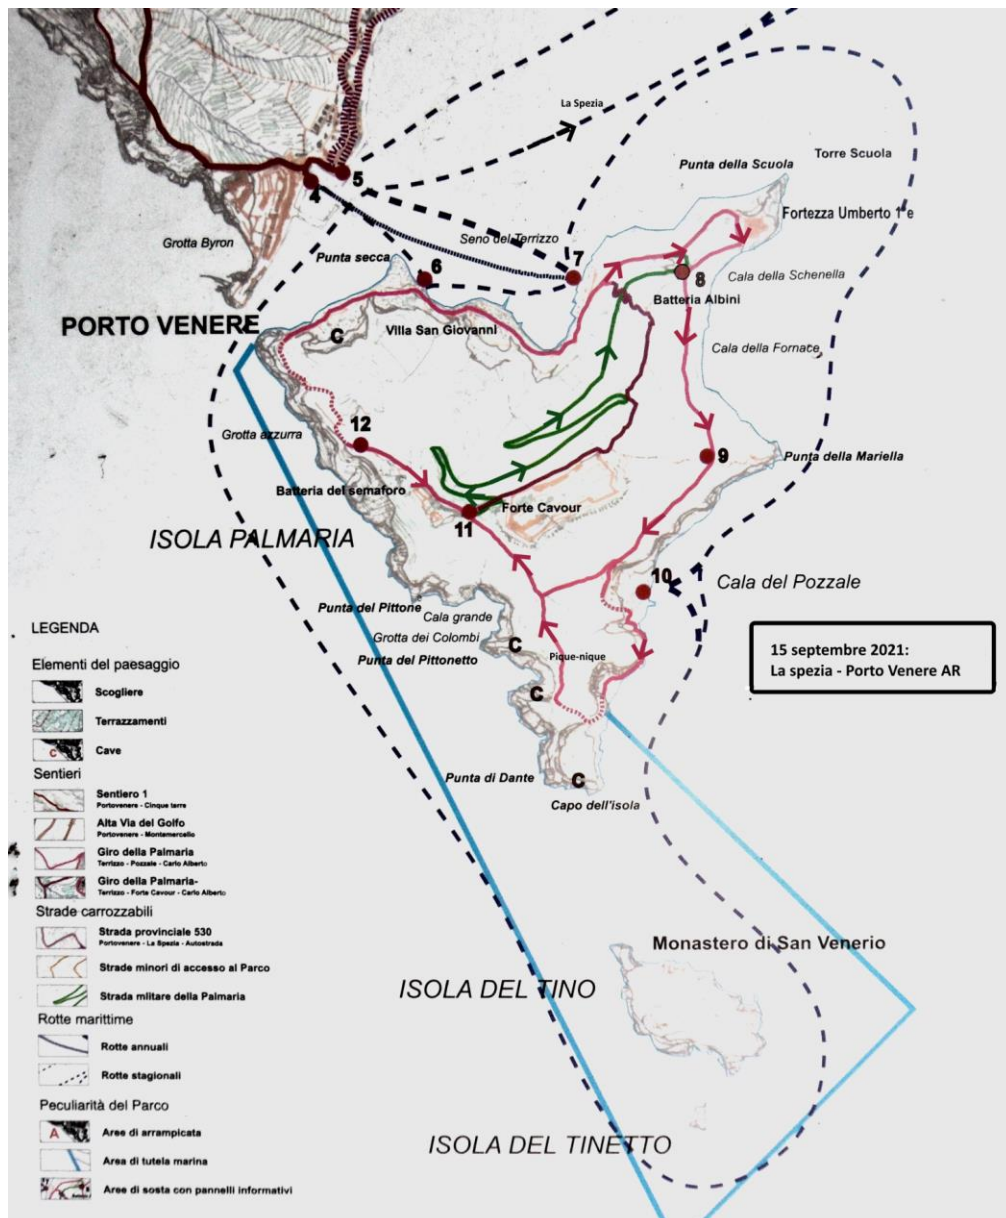 La Spezia
Punta della Scuola
Torre Scuola
5
4
Fortezza Umberto 1°e
Grotta Byron
Seno del Terrizzo
Punta secca
6
7
8
Cala della Schenella
Batteria Albini
PORTO VENERE
C
Villa San Giovanni
Cala della Fornace
12
Grotta azzurra
9
Punta della Mariella
Batteria del semaforo
11
Forte Cavour
ISOLA PALMARIA
10
Cala del Pozzale
Punta del Pittone
Cala grande
Grotta dei Colombi
C
Punta del Pittonetto
Pique-nique
C
15 septembre 2021:
La spezia - Porto Venere AR
Punta di Dante
C
Capo dell'isola
Monastero di San Venerio
ISOLA DEL TINO
ISOLA DEL TINETTO
LEGENDA
Elementi del paesaggio
Scogliere
Terrazzamenti
C
Cave
Sentieri
Sentiero 1
Portovenere - Cinque terre
Alta Via del Golfo
Portovenere - Montemarcello
Giro della Palmaria
Terrizzo - Pozzale - Carlo Alberto
Giro della Palmaria-
Terrizzo - Forte Cavour - Carlo Alberto
Strade carrozzabili
Strada provinciale 530
Portovenere - La Spezia - Autostrada
Strade minori di accesso al Parco
Strada militare della Palmaria
Rotte marittime
Rotte annuali
Rotte stagionali
Peculiarità del Parco
A
Aree di arrampicata
Area di tutela marina
Aree di sosta con pannelli informativi